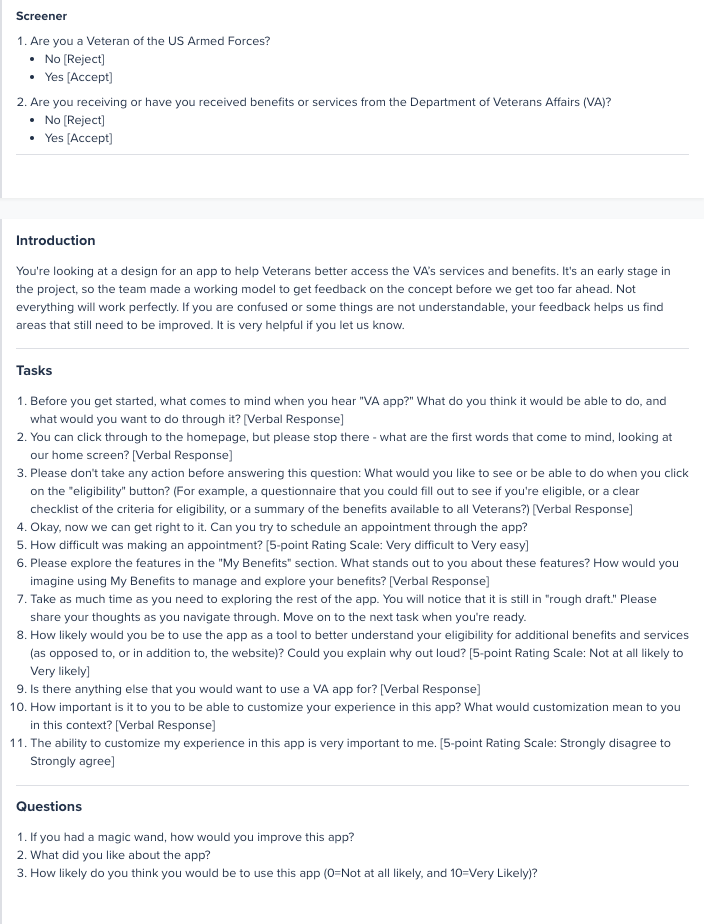 Screener
1. Are you a Veteran of the US Armed Forces?
• No [Reject]
• Yes [Accept]
2. Are you receiving or have you received benefits or services from the Department of Veterans Affairs (VA)?
• No [Reject]
• Yes [Accept]
Introduction
You're looking at a design for an app to help Veterans better access the VA's services and benefits. It's an early stage in
the project, so the team made a working model to get feedback on the concept before we get too far ahead. Not
everything will work perfectly. If you are confused or some things are not understandable, your feedback helps us find
areas that still need to be improved. It is very helpful if you let us know.
Tasks
1. Before you get started, what comes to mind when you hear "VA app?" What do you think it would be able to do, and
what would you want to do through it? [Verbal Response]
2. You can click through to the homepage, but please stop there - what are the first words that come to mind, looking at
our home screen? [Verbal Response]
3. Please don't take any action before answering this question: What would you like to see or be able to do when you click
on the "eligibility" button? (For example, a questionnaire that you could fill out to see if you're eligible, or a clear
checklist of the criteria for eligibility, or a summary of the benefits available to all Veterans?) [Verbal Response]
4. Okay, now we can get right to it. Can you try to schedule an appointment through the app?
5. How difficult was making an appointment? [5-point Rating Scale: Very difficult to Very easy]
6. Please explore the features in the "My Benefits" section. What stands out to you about these features? How would you
imagine using My Benefits to manage and explore your benefits? [Verbal Response]
7. Take as much time as you need to exploring the rest of the app. You will notice that it is still in "rough draft." Please
share your thoughts as you navigate through. Move on to the next task when you're ready.
8. How likely would you be to use the app as a tool to better understand your eligibility for additional benefits and services
(as opposed to, or in addition to, the website)? Could you explain why out loud? [5-point Rating Scale: Not at all likely to
Very likely]
9. Is there anything else that you would want to use a VA app for? [Verbal Response]
10. How important is it to you to be able to customize your experience in this app? What would customization mean to you
in this context? [Verbal Response]
11. The ability to customize my experience in this app is very important to me. [5-point Rating Scale: Strongly disagree to
Strongly agree]
Questions
1. If you had a magic wand, how would you improve this app?
2. What did you like about the app?
3. How likely do you think you would be to use this app (0=Not at all likely, and 10=Very Likely)?